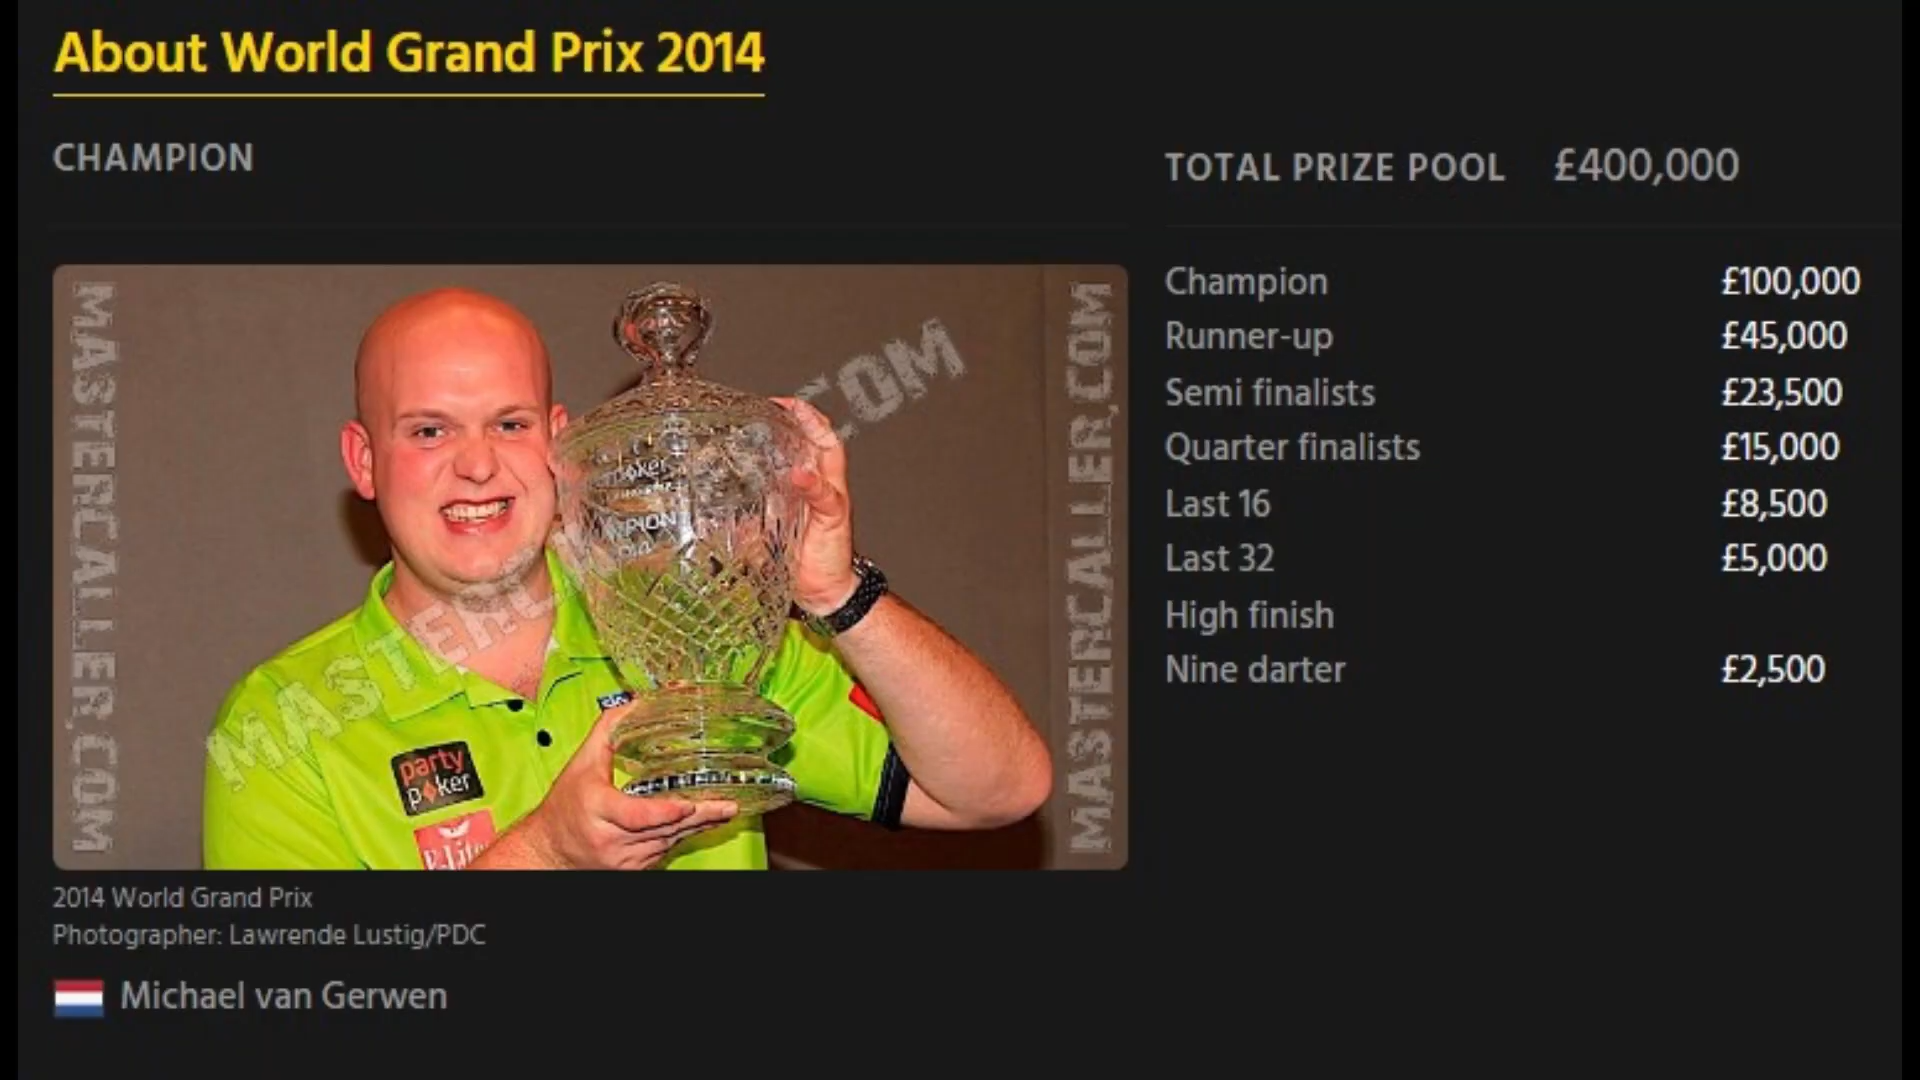 About World Grand Prix 2014
CHAMPION
TOTAL PRIZE POOL £400,000
Champion £100,000
Runner-up £45,000
Semi finalists £23,500
Quarter finalists £15,000
Last 16 £8,500
Last 32 £5,000
High finish
Nine darter £2,500
MASTERCALLER.COM
MASTERCALLER.COM
MASTERCALLER.COM
party
poker
2014 World Grand Prix
Photographer: Lawrende Lustig/PDC
Michael van Gerwen